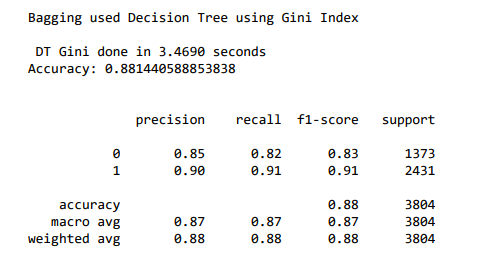 Bagging used Decision Tree using Gini Index
DT Gini done in 3.4690 seconds
Accuracy: 0.881440588853838
precision recall f1-score support
0 0.85 0.82 0.83 1373
1 0.90 0.91 0.91 2431
accuracy 0.88 3804
macro avg 0.87 0.87 0.87 3804
weighted avg 0.88 0.88 0.88 3804